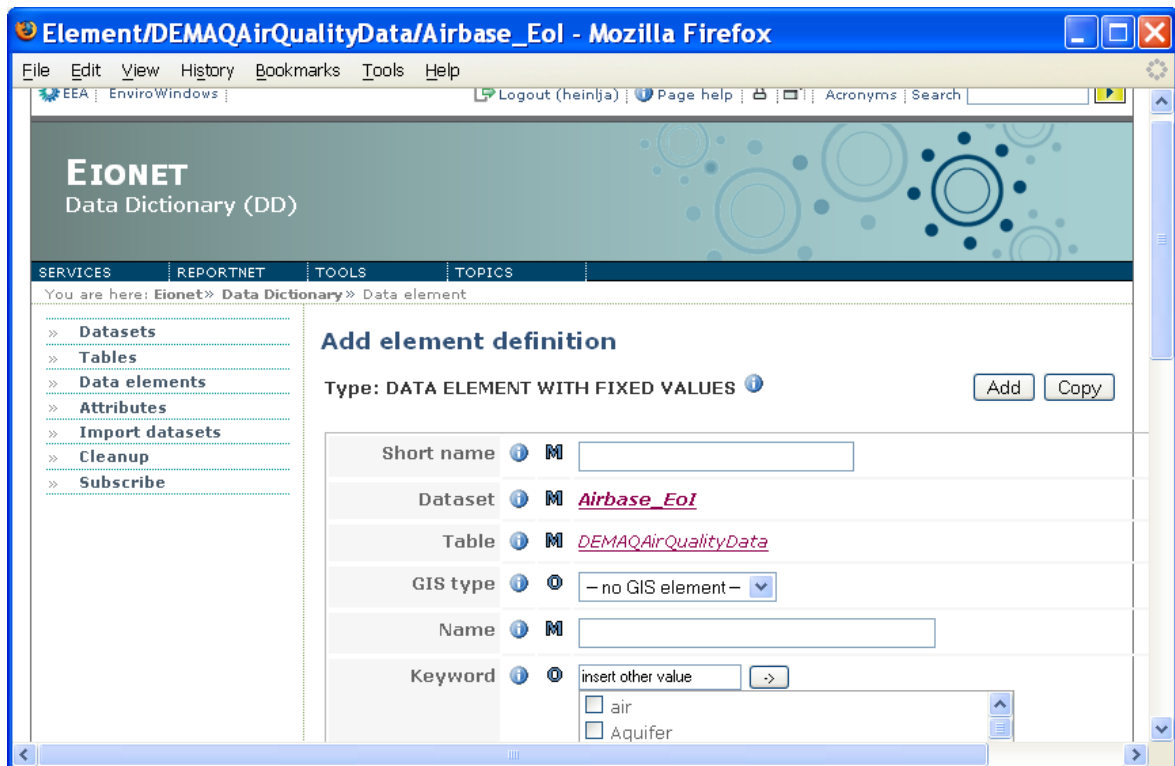 Element/DEMAQAirQualityData/Airbase_EoI - Mozilla Firefox
File Edit View History Bookmarks Tools Help
EEA EnviroWindows Logout (heinlja) Page help Acronyms Search
EIONET
Data Dictionary (DD)
SERVICES REPORTNET TOOLS TOPICS
You are here: Eionet» Data Dictionary» Data element
» Datasets
» Tables
» Data elements
» Attributes
» Import datasets
» Cleanup
» Subscribe
Add element definition
Type: DATA ELEMENT WITH FIXED VALUES Add Copy
Short name M
Dataset M Airbase_EoI
Table M DEMAQAirQualityData
GIS type O – no GIS element –
Name M
Keyword O insert other value ->
air
Aquifer